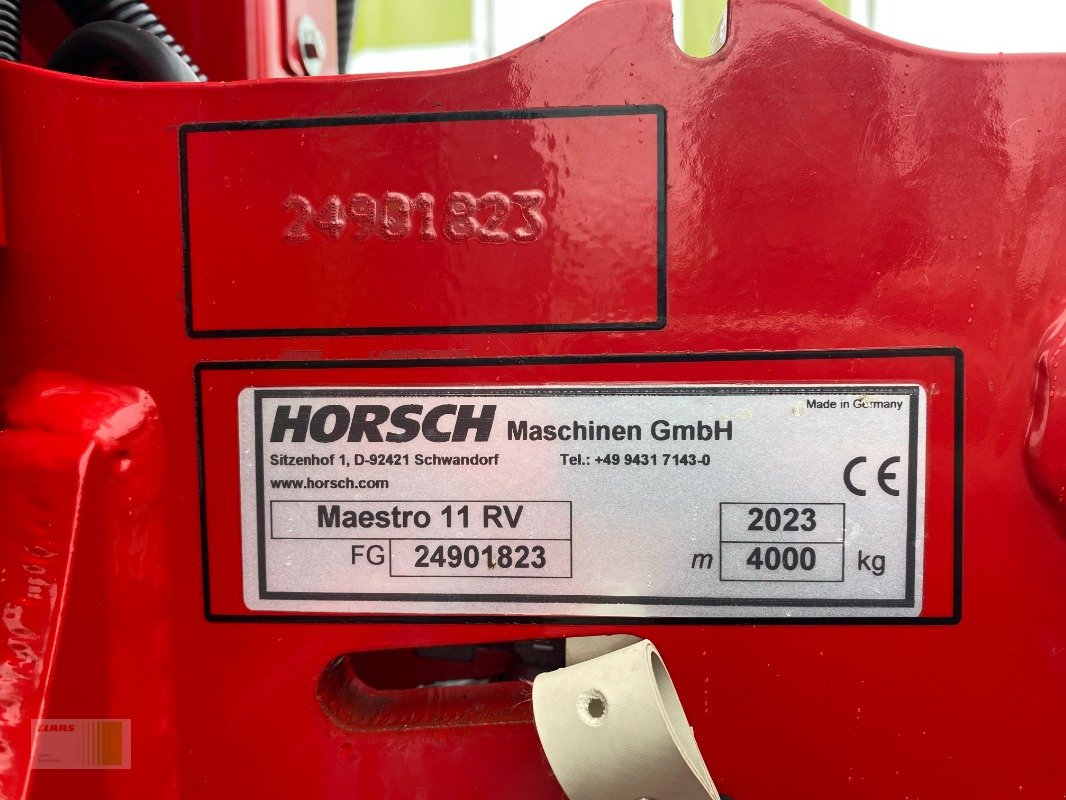 24901823
HORSCH Maschinen GmbH
Made in Germany
Sitzenhof 1, D-92421 Schwandorf Tel.: +49 9431 7143-0
www.horsch.com
CE
Maestro 11 RV 2023
FG 24901823 m 4000 kg
CLAAS